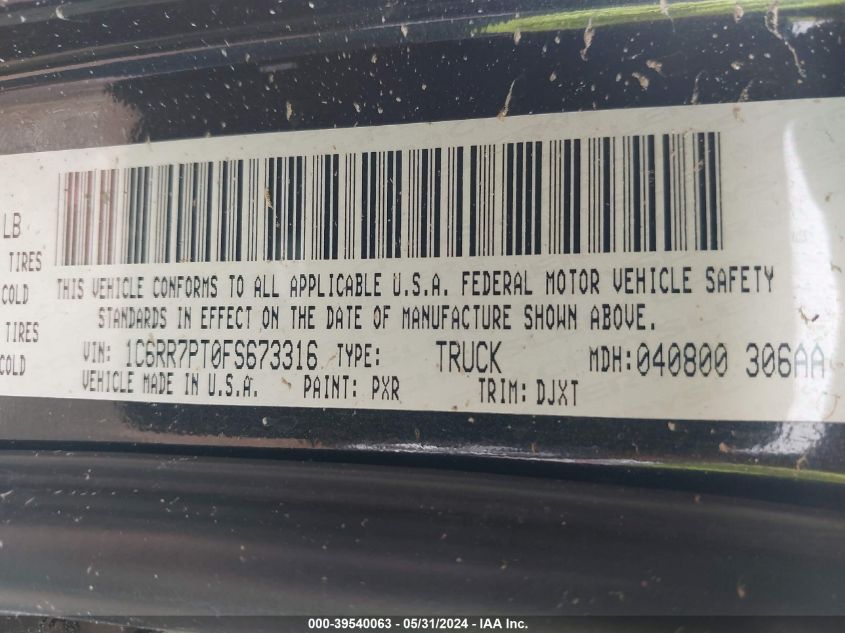 LB
TIRES
COLD
TIRES
COLD
THIS VEHICLE CONFORMS TO ALL APPLICABLE U.S.A. FEDERAL MOTOR VEHICLE SAFETY
STANDARDS IN EFFECT ON THE DATE OF MANUFACTURE SHOWN ABOVE.
VIN: 1C6RR7PT0FS673316 TYPE: TRUCK MDH:040800 306AA
VEHICLE MADE IN U.S.A. PAINT: PXR TRIM: DJXT
000-39540063 - 05/31/2024 - IAA Inc.